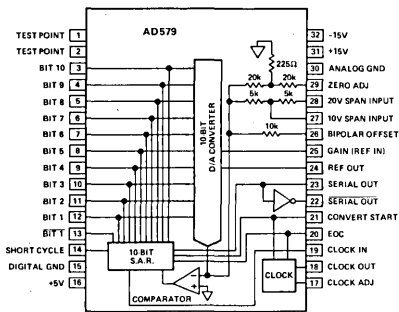 AD579
TEST POINT 1
TEST POINT 2
BIT 10 3
BIT 9 4
BIT 8 5
BIT 7 6
BIT 6 7
BIT 5 8
BIT 4 9
BIT 3 10
BIT 2 11
BIT 1 12
BIT 1 13
SHORT CYCLE 14
DIGITAL GND 15
+5V 16
10-BIT
D/A CONVERTER
10-BIT
S.A.R.
COMPARATOR
-
+
225Ω
20k 20k
5k 5k
10k
CLOCK
32 -15V
31 +15V
30 ANALOG GND
29 ZERO ADJ
28 20V SPAN INPUT
27 10V SPAN INPUT
26 BIPOLAR OFFSET
25 GAIN (REF IN)
24 REF OUT
23 SERIAL OUT
22 SERIAL OUT
21 CONVERT START
20 EOC
19 CLOCK IN
18 CLOCK OUT
17 CLOCK ADJ